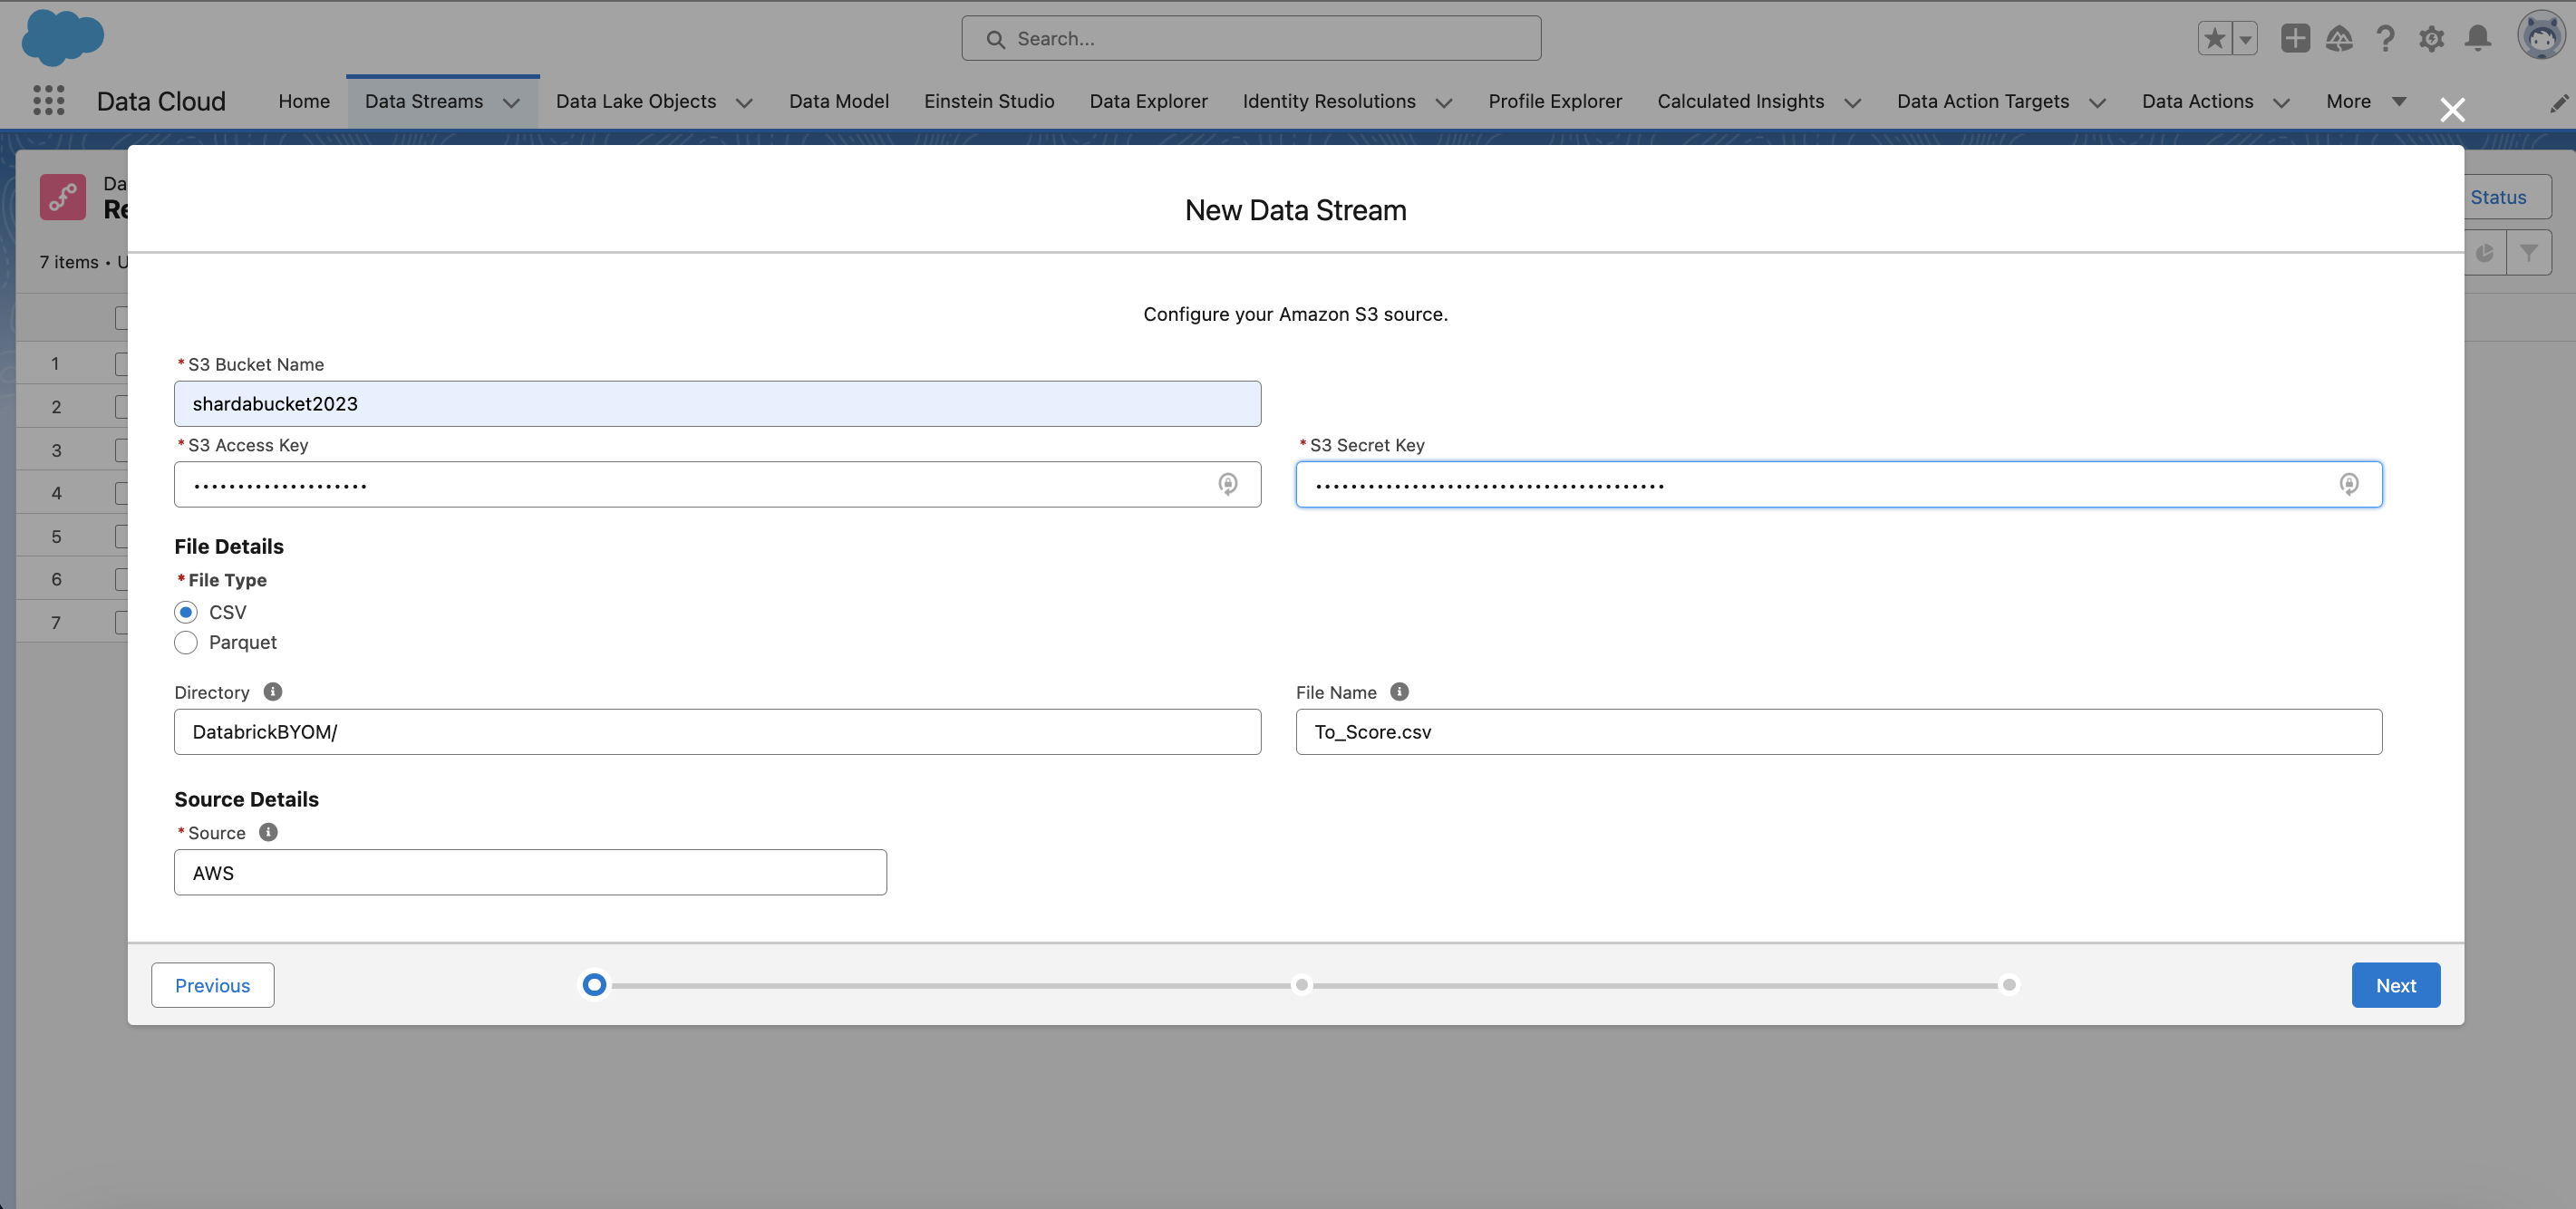 Search...
Data Cloud Home Data Streams Data Lake Objects Data Model Einstein Studio Data Explorer Identity Resolutions Profile Explorer Calculated Insights Data Action Targets Data Actions More
New Data Stream
Status
7 items •
Configure your Amazon S3 source.
* S3 Bucket Name
shardabucket2023
* S3 Access Key * S3 Secret Key
File Details
* File Type
CSV
Parquet
Directory File Name
DatabrickBYOM/ To_Score.csv
Source Details
* Source
AWS
Previous Next
1
2
3
4
5
6
7